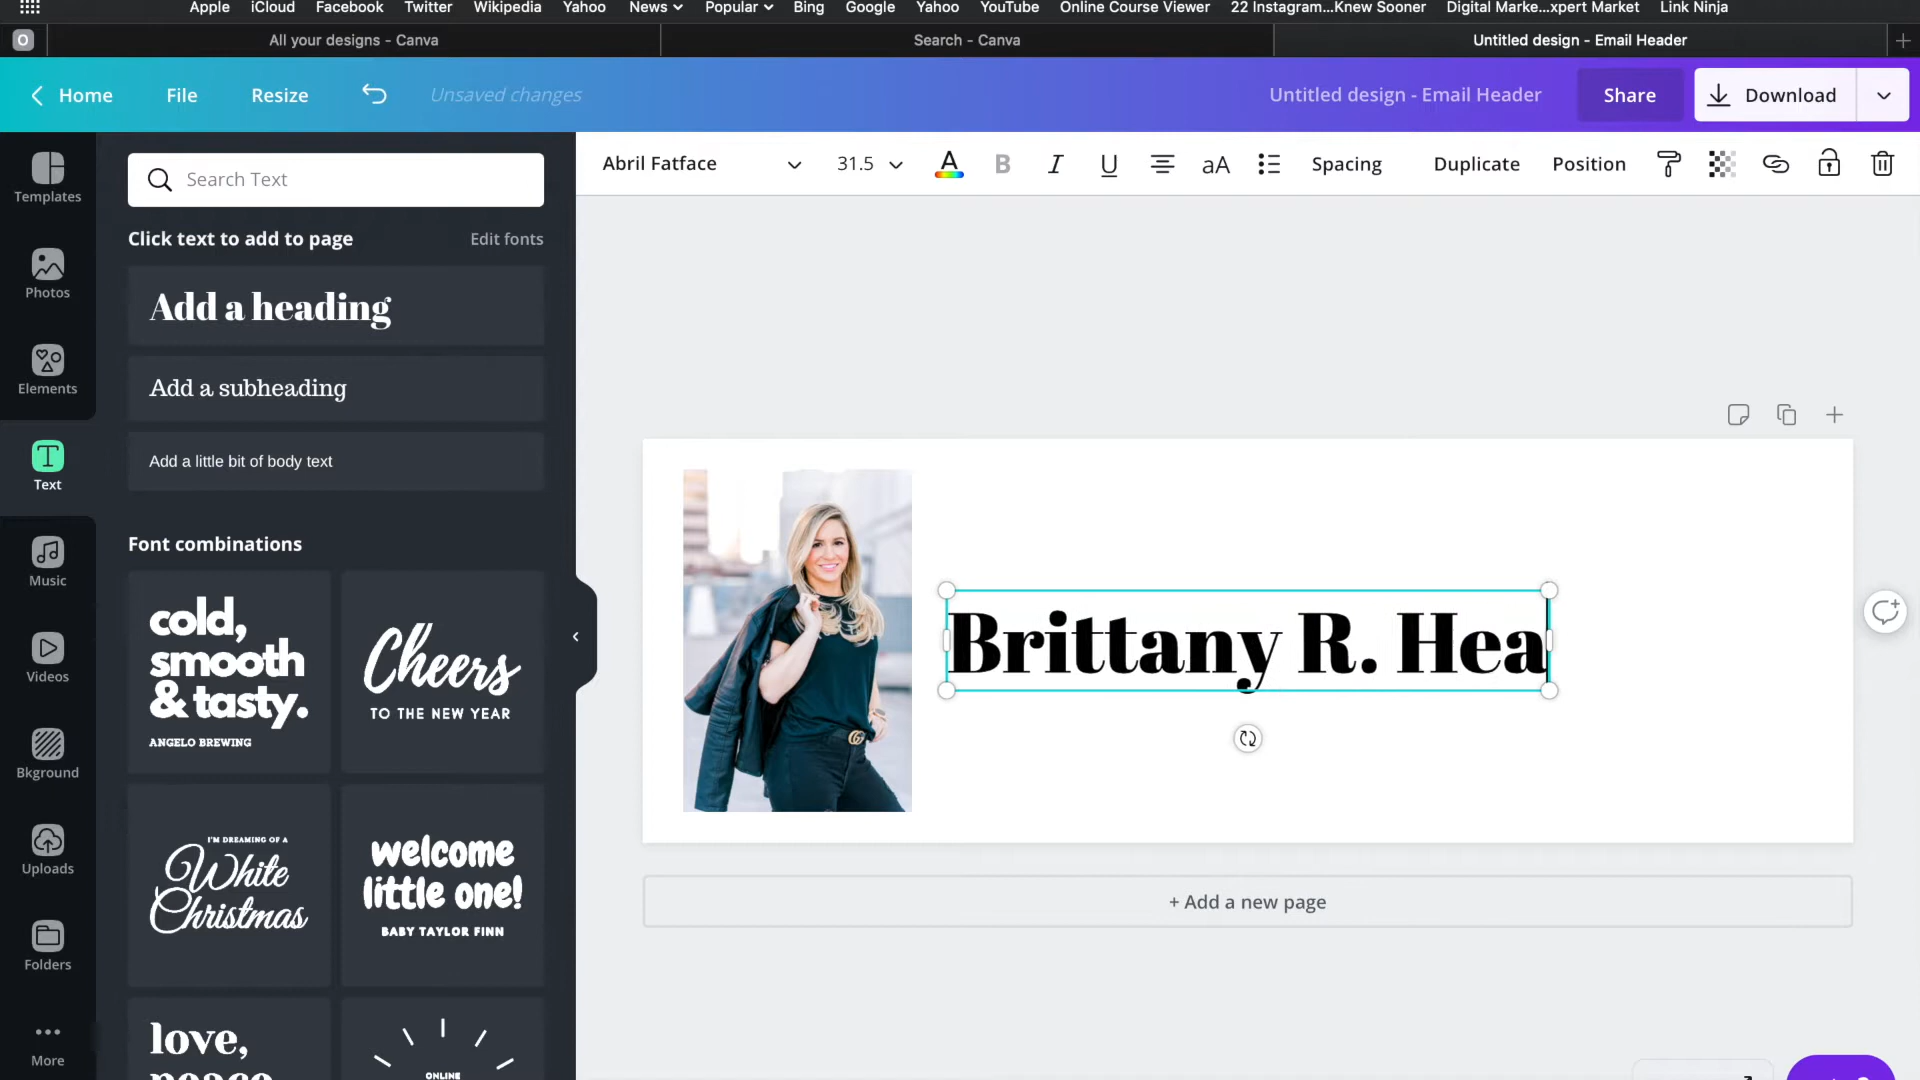 Apple iCloud Facebook Twitter Wikipedia Yahoo News Popular Bing Google Yahoo YouTube Online Course Viewer 22 Instagram...Knew Sooner Digital Marke...xpert Market Link Ninja
O All your designs - Canva Search - Canva Untitled design - Email Header
Home File Resize Unsaved changes Untitled design - Email Header Share Download
Abril Fatface 31.5 A B I U aA Spacing Duplicate Position
Templates
Photos
Elements
Text
Music
Videos
Bkground
Uploads
Folders
More
Search Text
Click text to add to page Edit fonts
Add a heading
Add a subheading
Add a little bit of body text
Font combinations
cold,
smooth
& tasty.
ANGELO BREWING
Cheers
TO THE NEW YEAR
I'M DREAMING OF A
White
Christmas
welcome
little one!
BABY TAYLOR FINN
love,
peace
ONLINE
Brittany R. Hea
+ Add a new page